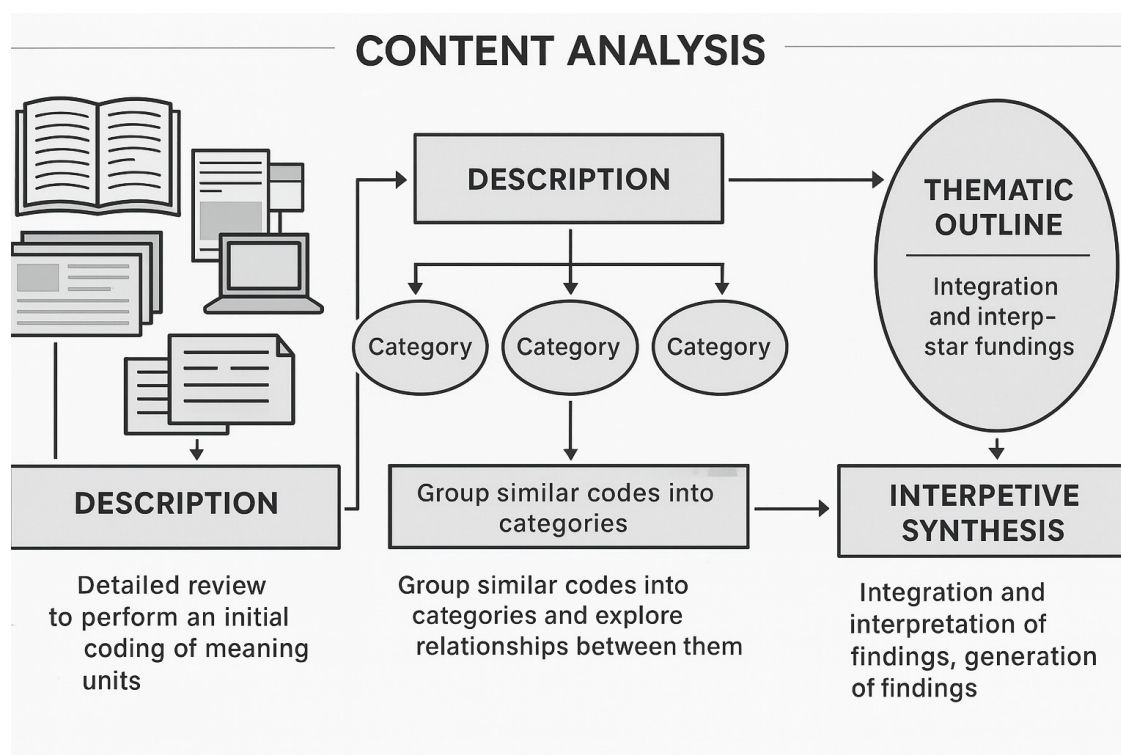 CONTENT ANALYSIS
DESCRIPTION
Detailed review
to perform an initial
coding of meaning
units
DESCRIPTION
Category
Category
Category
Group similar codes into
categories
Group similar codes into
categories and explore
relationships between them
THEMATIC
OUTLINE
Integration
and interp-
star fundings
INTERPETIVE
SYNTHESIS
Integration and
interpretation of
findings, generation
of findings